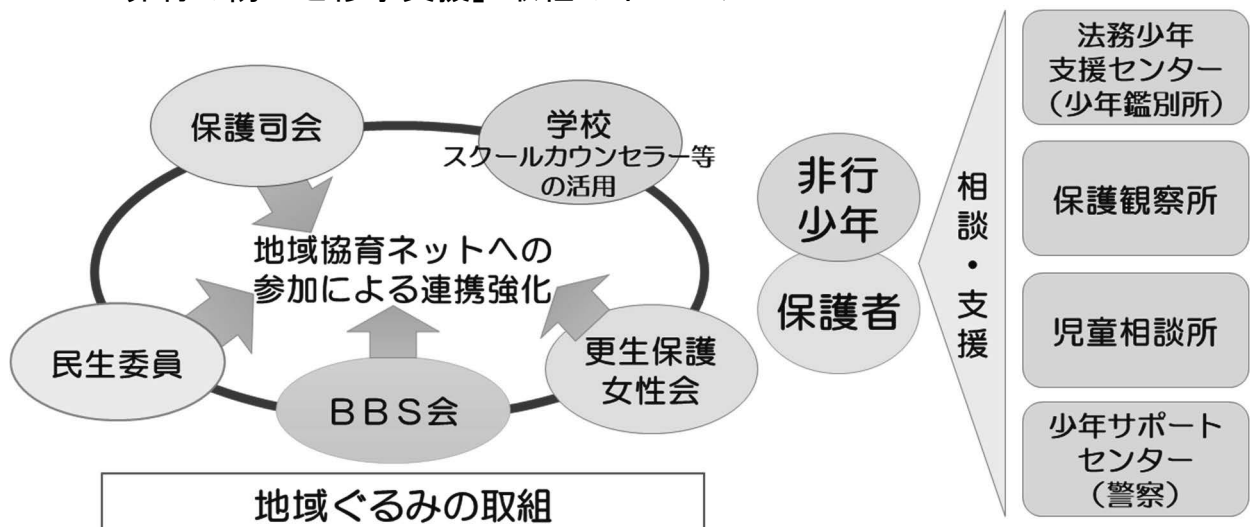 保護司会
学校
スクールカウンセラー等
の活用
地域協育ネットへの
参加による連携強化
民生委員
BBS会
更生保護
女性会
地域ぐるみの取組
非行
少年
保護者
相談・支援
法務少年
支援センター
（少年鑑別所）
保護観察所
児童相談所
少年サポート
センター
（警察）